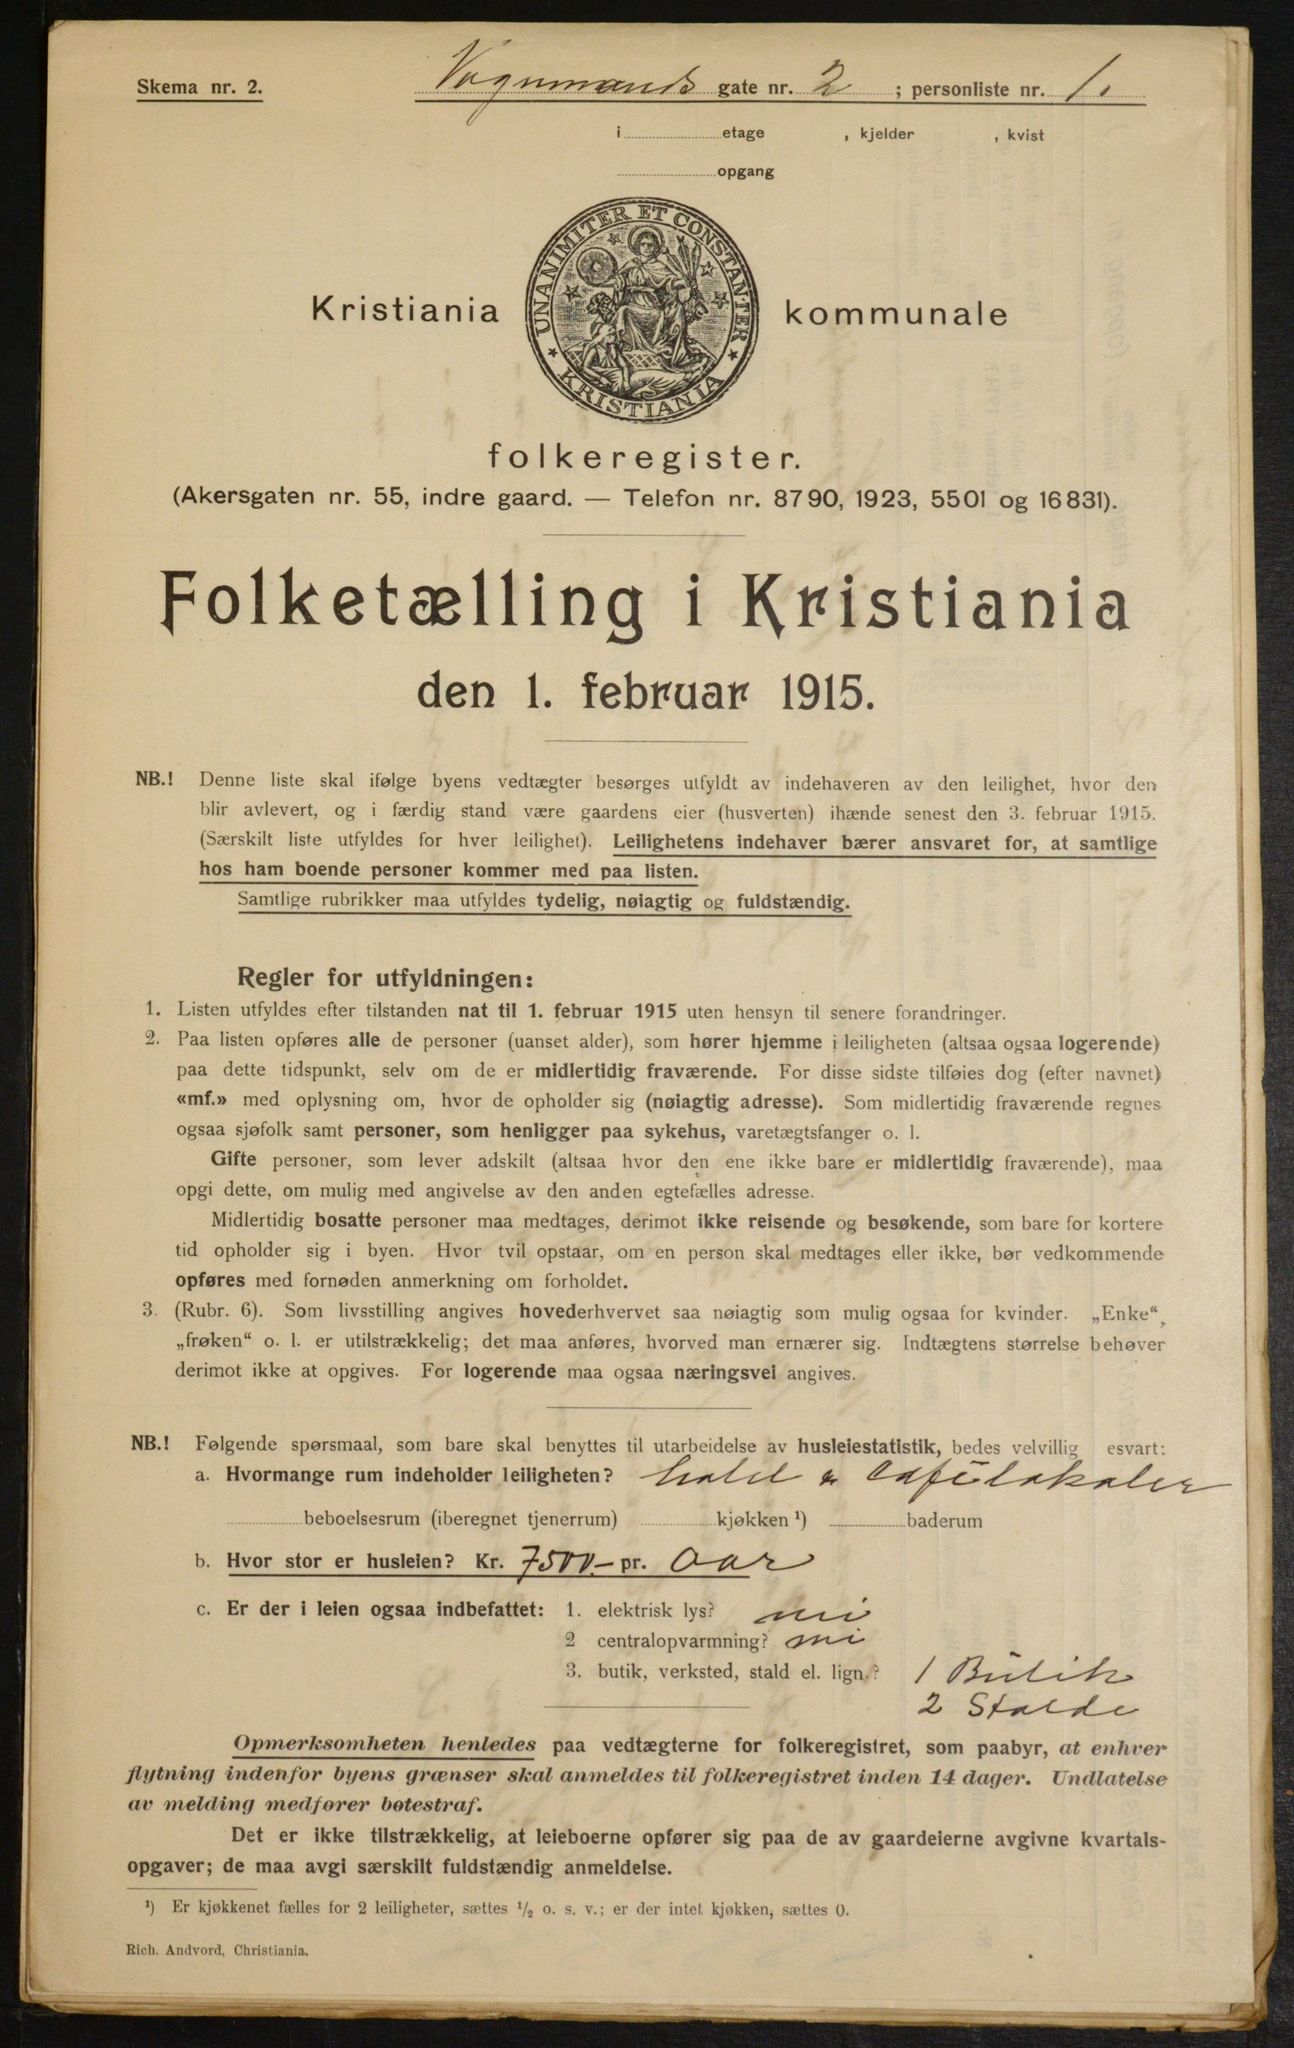 Skema nr. 2.
Vognmands gate nr. 2 ; personliste nr. 1.
i etage , kjelder , kvist
opgang
UNANIMITER ET CONSTANTER
KRISTIANIA
Kristiania kommunale
folkeregister.
(Akersgaten nr. 55, indre gaard. — Telefon nr. 8790, 1923, 5501 og 16831).
Folketælling i Kristiania
den 1. februar 1915.
NB.! Denne liste skal ifølge byens vedtægter besørges utfyldt av indehaveren av den leilighet, hvor den
blir avlevert, og i færdig stand være gaardens eier (husverten) ihænde senest den 3. februar 1915.
(Særskilt liste utfyldes for hver leilighet). Leilighetens indehaver bærer ansvaret for, at samtlige
hos ham boende personer kommer med paa listen.
Samtlige rubrikker maa utfyldes tydelig, nøiagtig og fuldstændig.
Regler for utfyldningen:
1. Listen utfyldes efter tilstanden nat til 1. februar 1915 uten hensyn til senere forandringer.
2. Paa listen opføres alle de personer (uanset alder), som hører hjemme i leiligheten (altsaa ogsaa logerende)
paa dette tidspunkt, selv om de er midlertidig fraværende. For disse sidste tilføies dog (efter navnet)
«mf.» med oplysning om, hvor de opholder sig (nøiagtig adresse). Som midlertidig fraværende regnes
ogsaa sjøfolk samt personer, som henligger paa sykehus, varetægtsfanger o. l.
Gifte personer, som lever adskilt (altsaa hvor den ene ikke bare er midlertidig fraværende), maa
opgi dette, om mulig med angivelse av den anden egtefælles adresse.
Midlertidig bosatte personer maa medtages, derimot ikke reisende og besøkende, som bare for kortere
tid opholder sig i byen. Hvor tvil opstaar, om en person skal medtages eller ikke, bør vedkommende
opføres med fornøden anmerkning om forholdet.
3. (Rubr. 6). Som livsstilling angives hovederhvervet saa nøiagtig som mulig ogsaa for kvinder. „Enke“,
„frøken“ o. l. er utilstrækkelig; det maa anføres, hvorved man ernærer sig. Indtægtens størrelse behøver
derimot ikke at opgives. For logerende maa ogsaa næringsvei angives.
NB.! Følgende spørsmaal, som bare skal benyttes til utarbeidelse av husleiestatistik, bedes velvillig esvart:
a. Hvormange rum indeholder leiligheten? Cafélokaler
beboelsesrum (iberegnet tjenerrum) kjøkken ¹) baderum
b. Hvor stor er husleien? Kr. 7500.- pr. Aar
c. Er der i leien ogsaa indbefattet: 1. elektrisk lys? nei
2 centralopvarmning? nei
3. butik, verksted, stald el. lign.? 1 Butik
2 Stalde
Opmerksomheten henledes paa vedtægterne for folkeregistret, som paabyr, at enhver
flytning indenfor byens grænser skal anmeldes til folkeregistret inden 14 dager. Undlatelse
av melding medfører bøtestraf.
Det er ikke tilstrækkelig, at leieboerne opfører sig paa de av gaardeierne avgivne kvartals-
opgaver; de maa avgi særskilt fuldstændig anmeldelse.
¹) Er kjøkkenet fælles for 2 leiligheter, sættes ½ o. s. v.; er der intet kjøkken, sættes 0.
Rich. Andvord, Christiania.